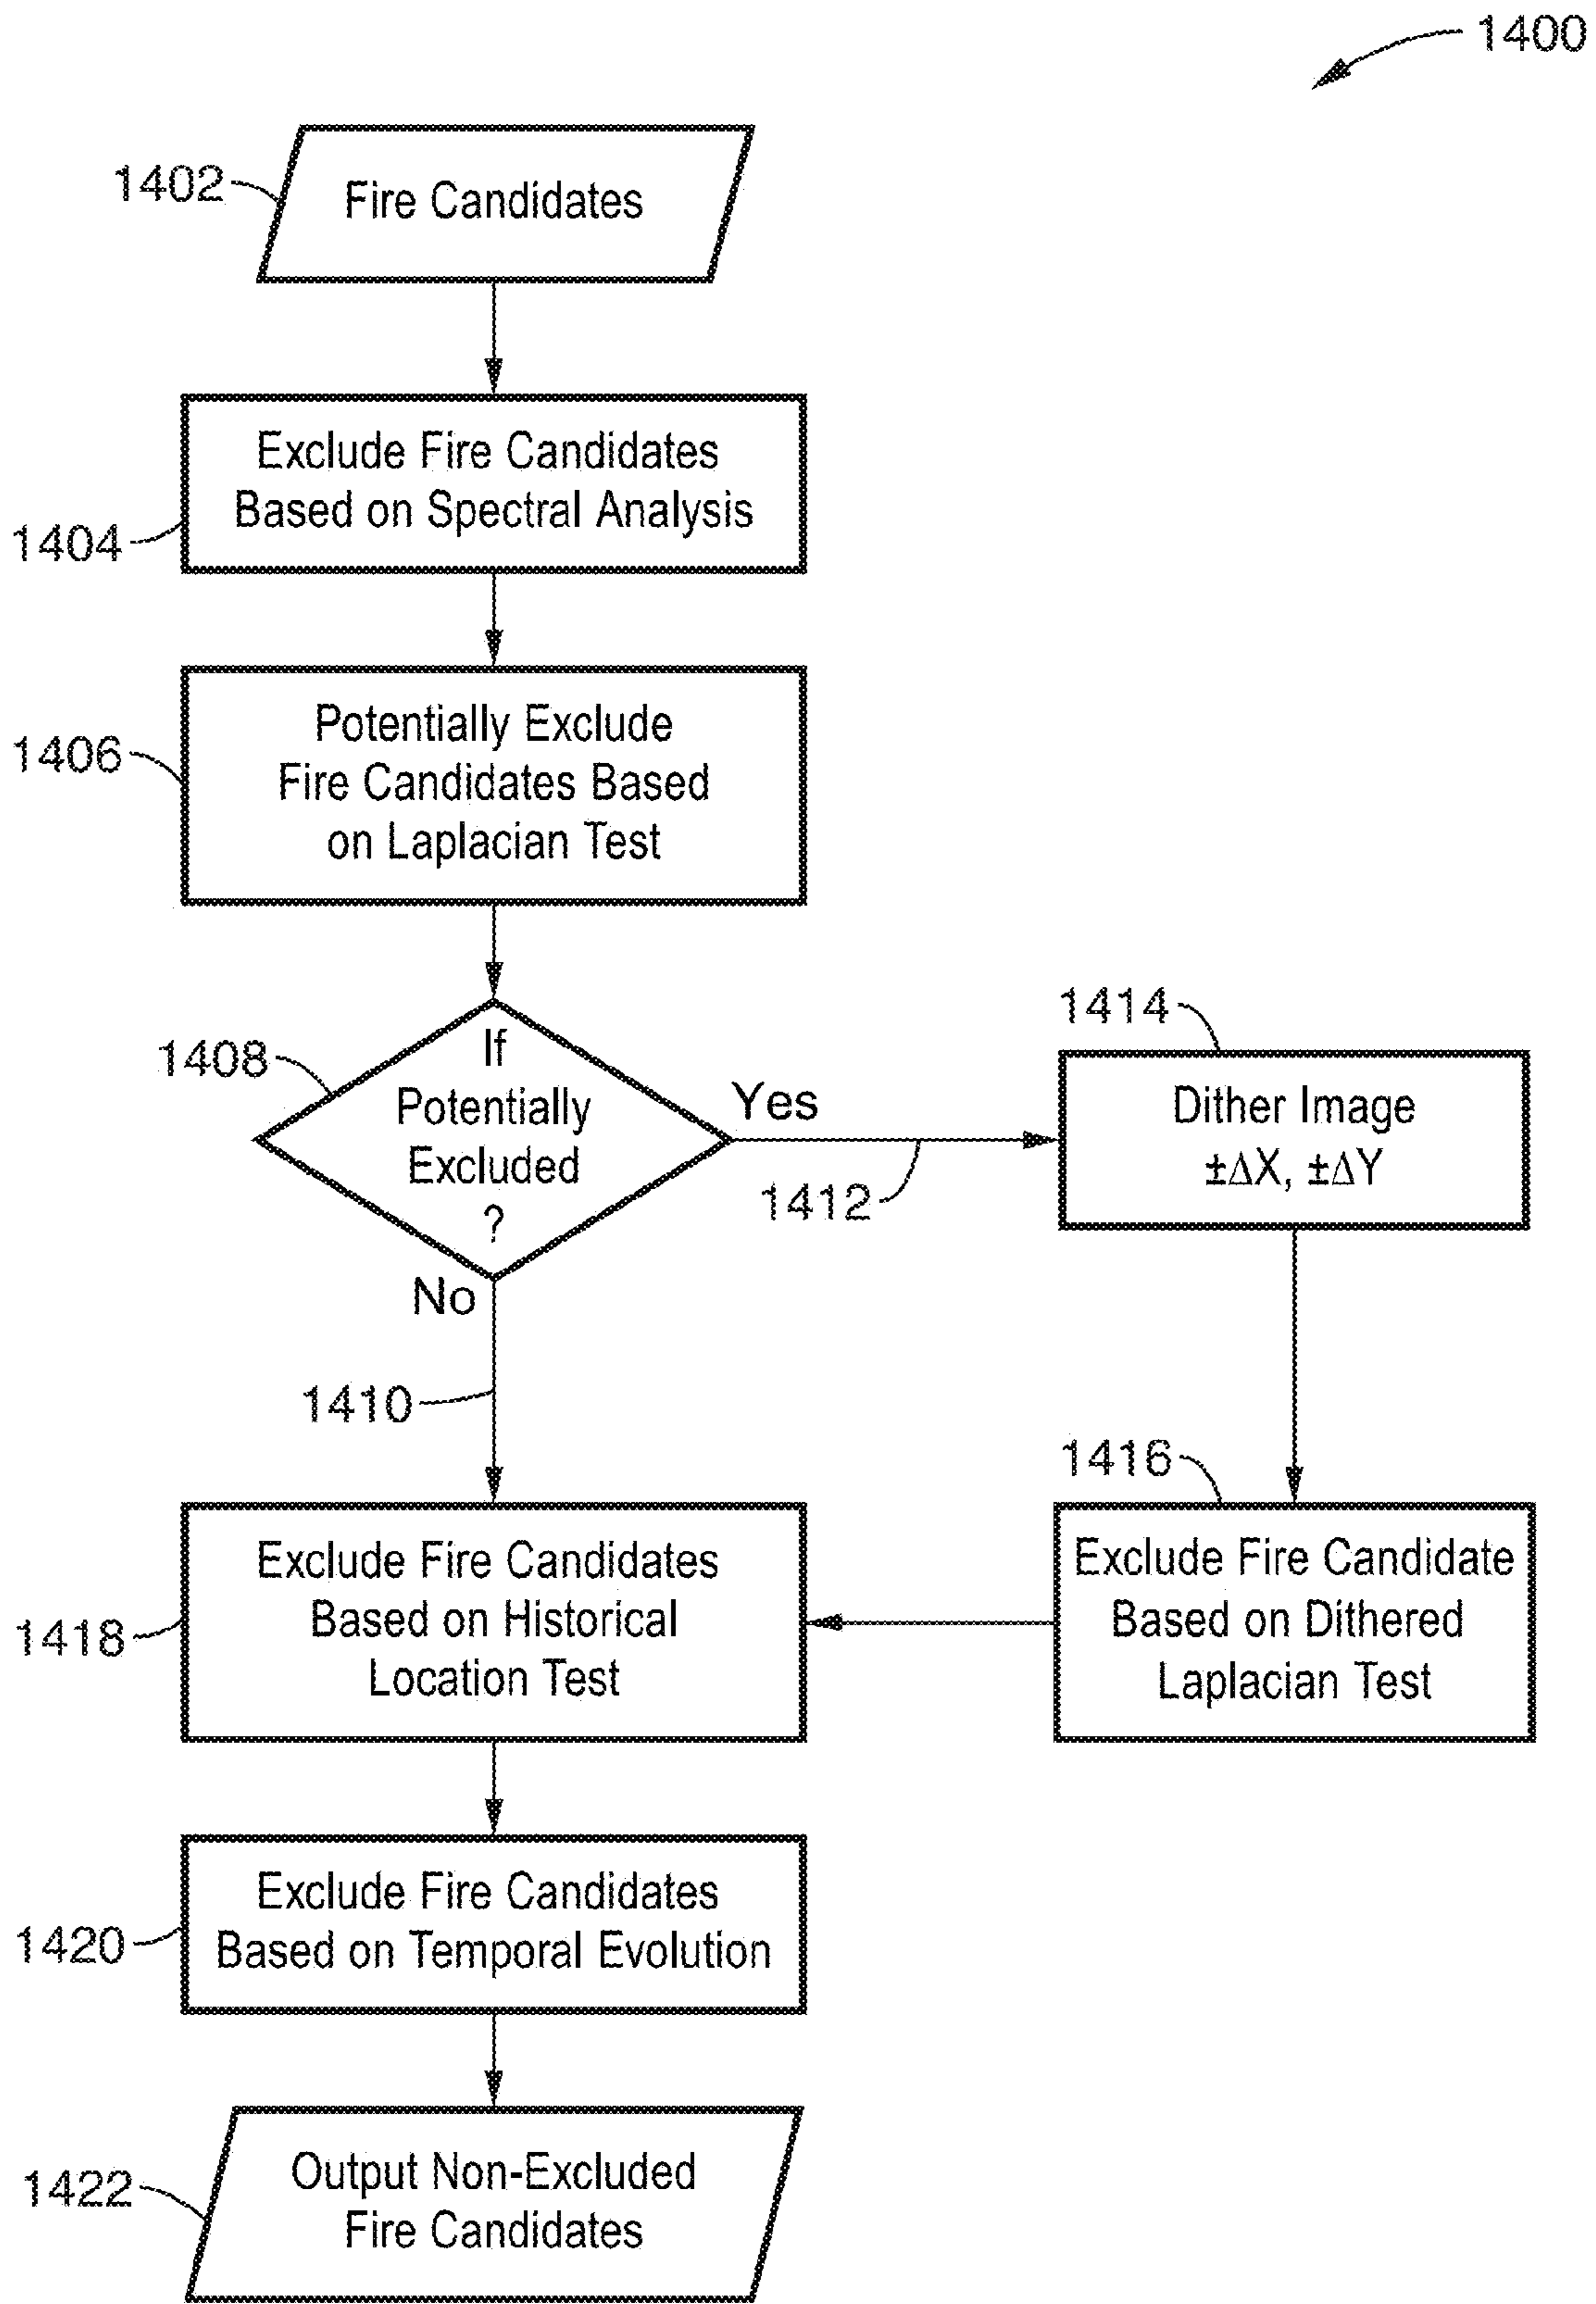 1400
1402
Fire Candidates
1404
Exclude Fire Candidates
Based on Spectral Analysis
1406
Potentially Exclude
Fire Candidates Based
on Laplacian Test
1408
If
Potentially
Excluded
?
Yes
1412
No
1410
1414
Dither Image
±ΔX, ±ΔY
1416
Exclude Fire Candidate
Based on Dithered
Laplacian Test
1418
Exclude Fire Candidates
Based on Historical
Location Test
1420
Exclude Fire Candidates
Based on Temporal Evolution
1422
Output Non-Excluded
Fire Candidates